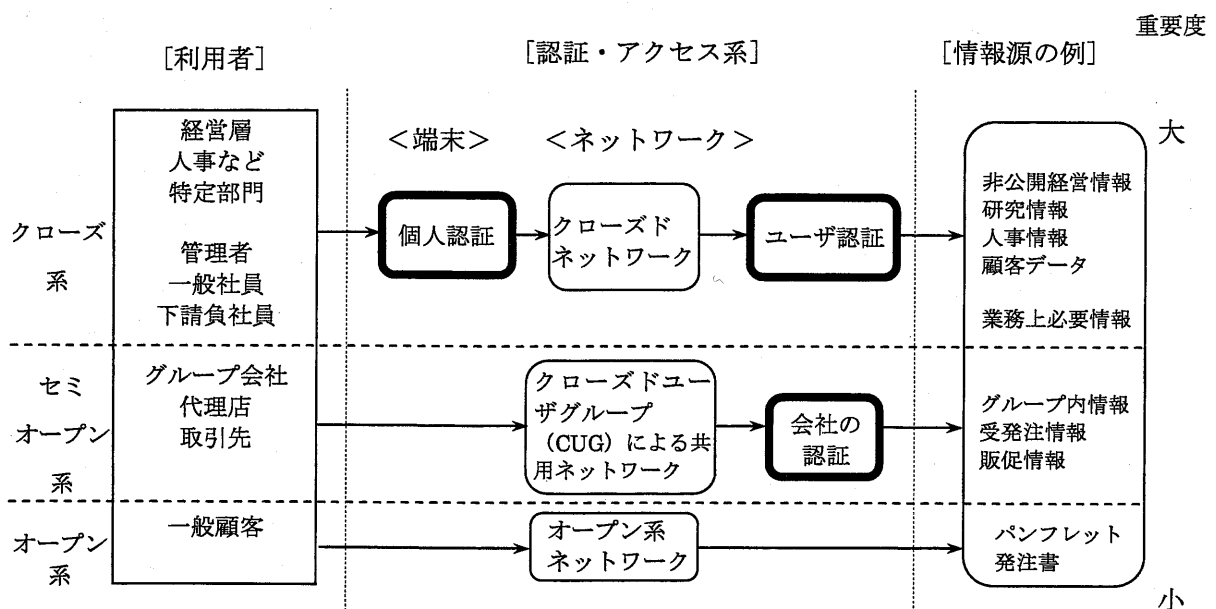 重要度
[利用者]
[認証・アクセス系]
[情報源の例]
大
経営層
人事など
特定部門
管理者
一般社員
下請負社員
クローズ
系
＜端末＞
＜ネットワーク＞
個人認証
クローズド
ネットワーク
ユーザ認証
非公開経営情報
研究情報
人事情報
顧客データ
業務上必要情報
セミ
オープン
系
グループ会社
代理店
取引先
クローズドユー
ザグループ
（CUG）による共
用ネットワーク
会社の
認証
グループ内情報
受発注情報
販促情報
オープン
系
一般顧客
オープン系
ネットワーク
パンフレット
発注書
小